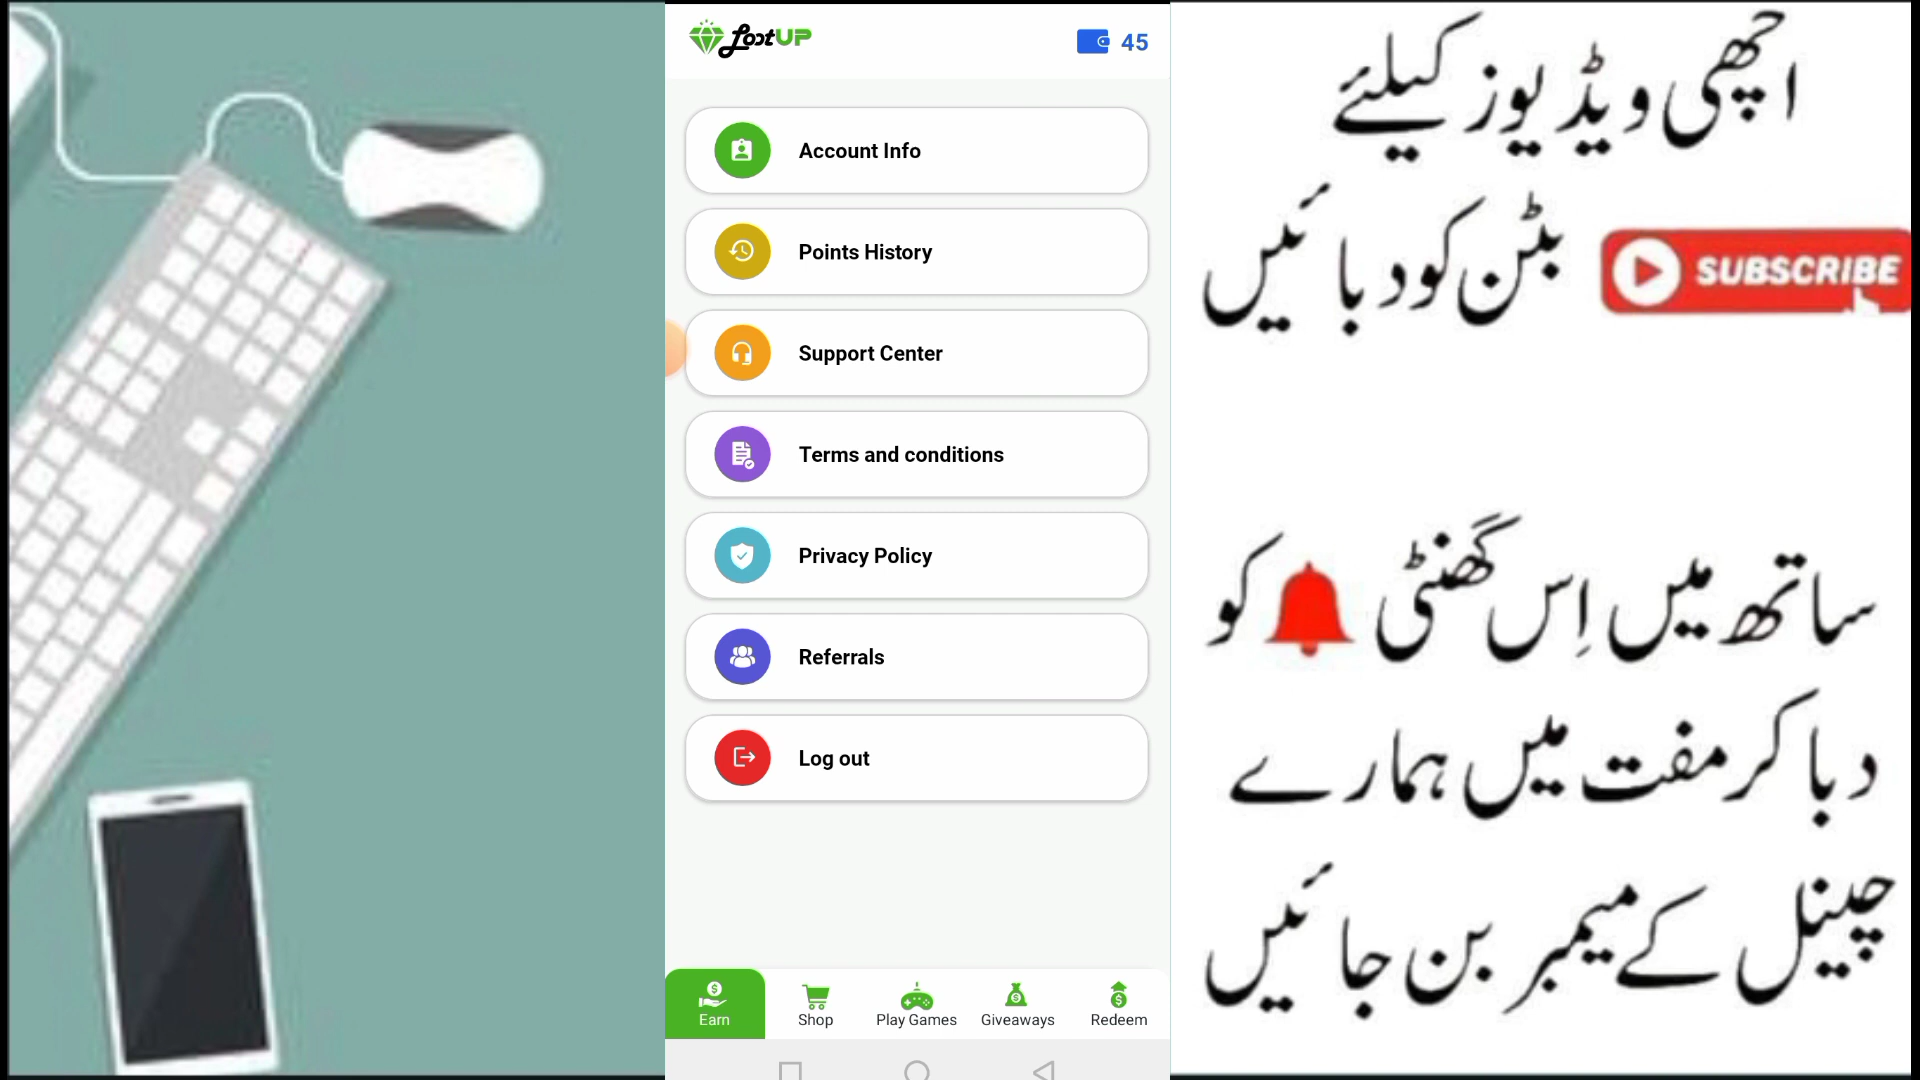 LootUP
45
Account Info
Points History
Support Center
Terms and conditions
Privacy Policy
Referrals
Log out
Earn
Shop
Play Games
Giveaways
Redeem
اچھی ویڈیوز کیلئے
بٹن کو دبائیں
SUBSCRIBE
ساتھ میں اِس گھنٹی کو
دبا کر مفت میں ہمارے
چینل کے میمبر بن جائیں